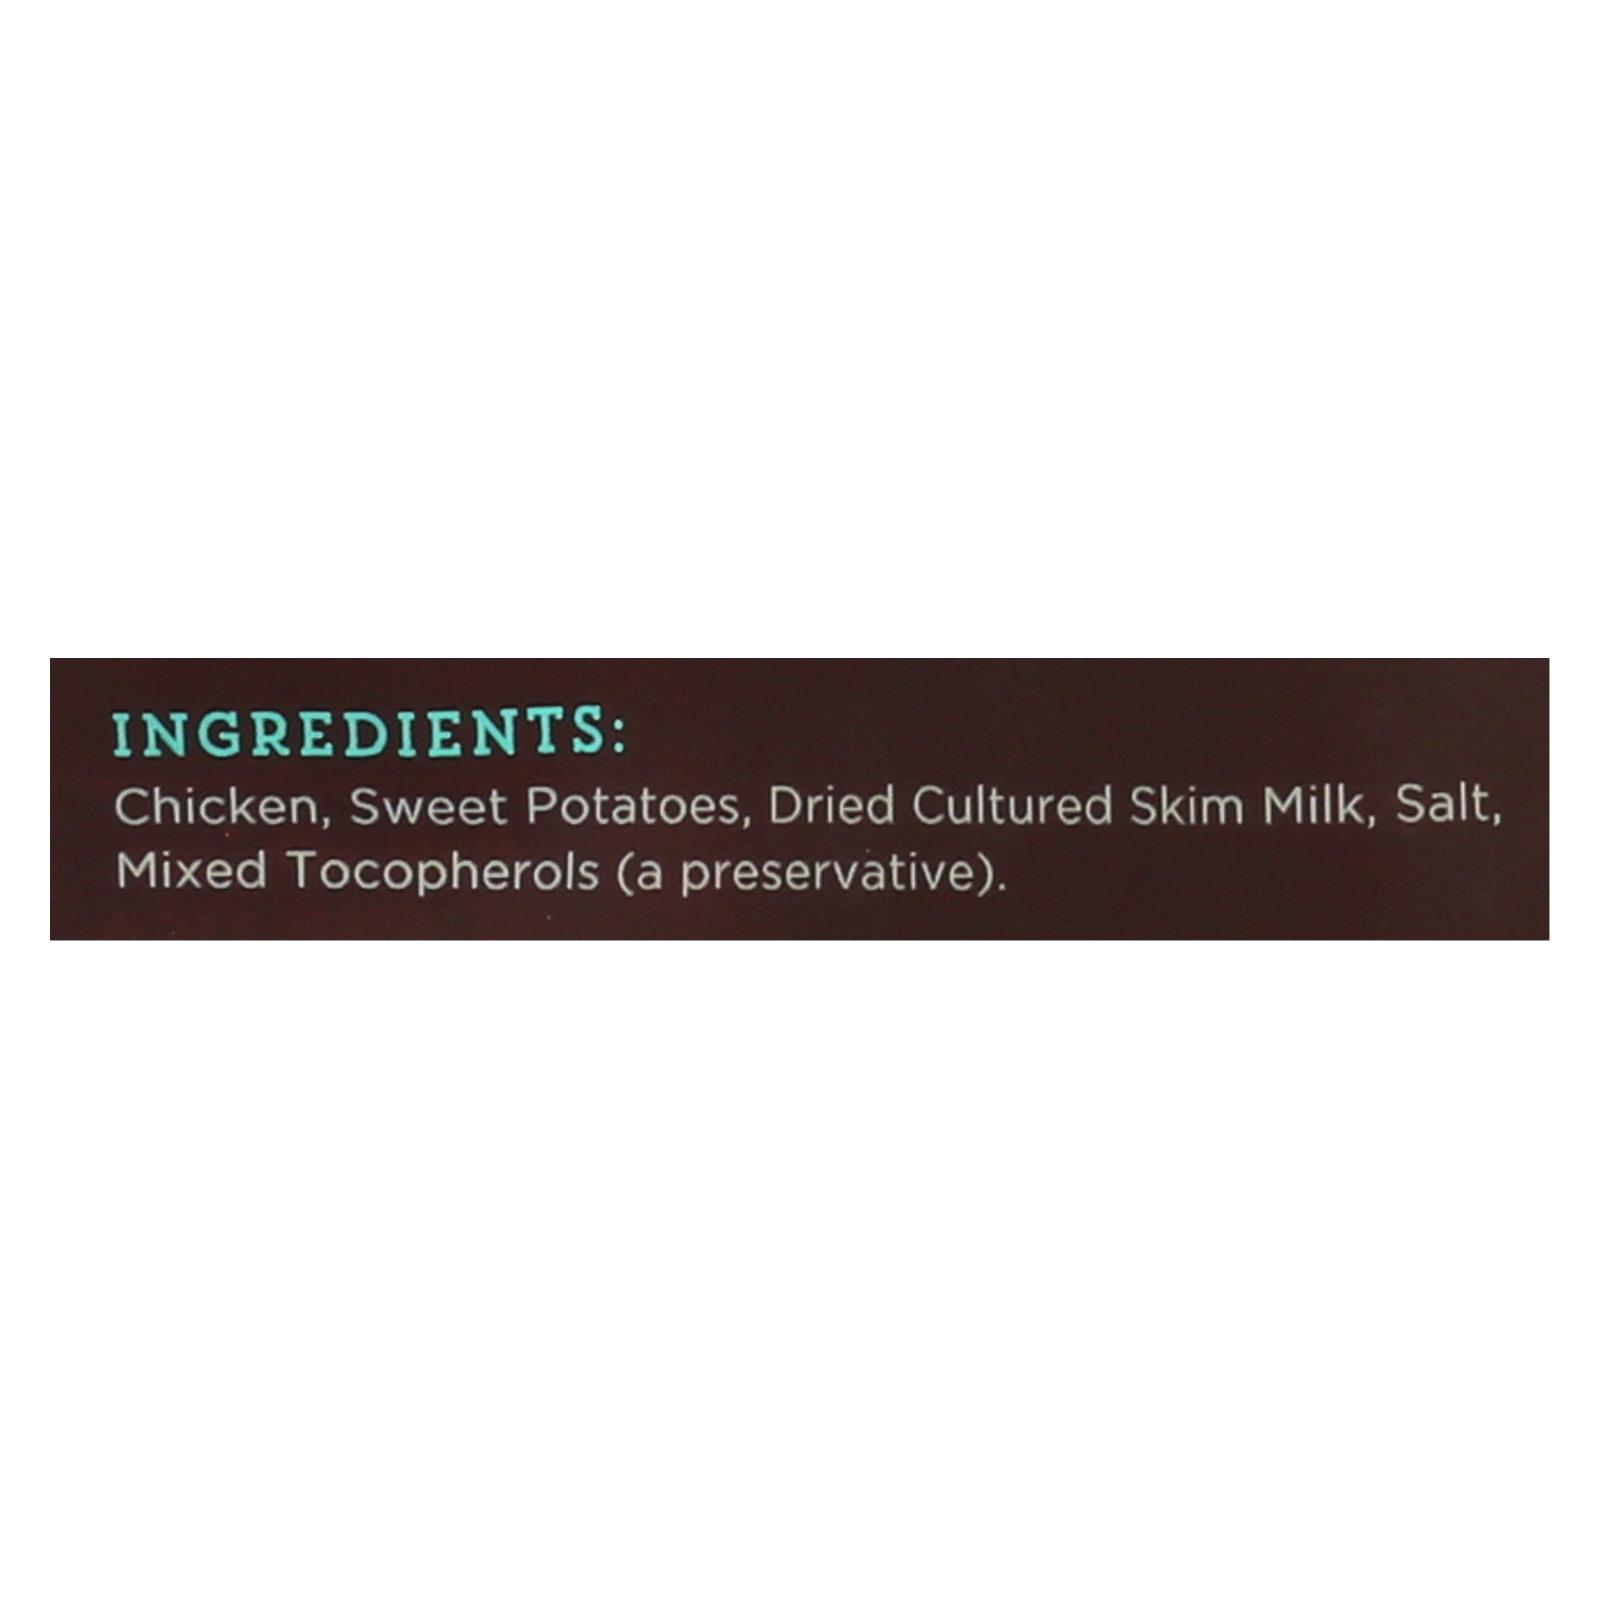 INGREDIENTS:
Chicken, Sweet Potatoes, Dried Cultured Skim Milk, Salt,
Mixed Tocopherols (a preservative).